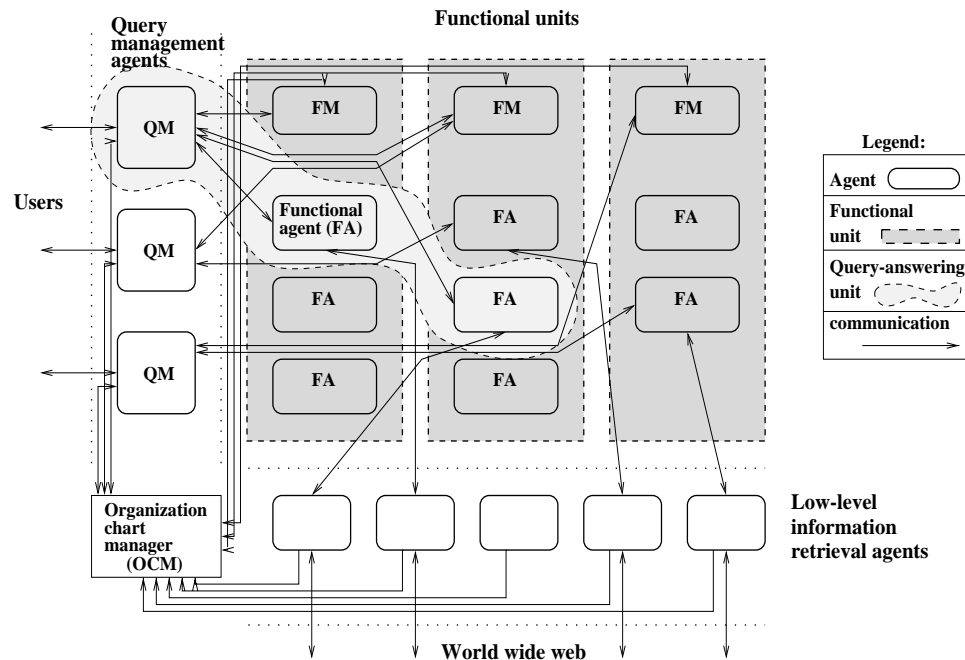 Functional units
Query
management
agents
QM
FM
FM
FM
Users
Functional
agent (FA)
FA
FA
QM
FA
FA
FA
QM
FA
FA
Legend:
Agent
Functional
unit
Query-answering
unit
communication
Organization
chart
manager
(OCM)
Low-level
information
retrieval agents
World wide web